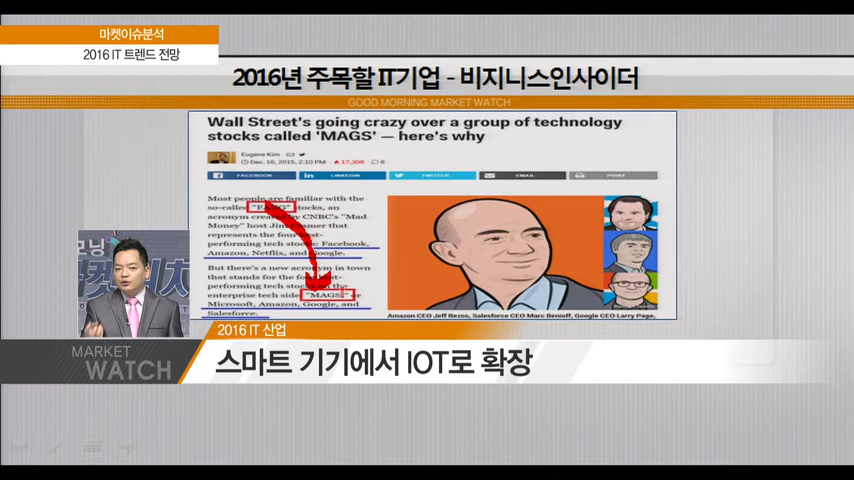 마켓이슈분석
2016 IT 트렌드 전망
2016년 주목할 IT기업 - 비지니스인사이더
GOOD MORNING MARKET WATCH
Wall Street's going crazy over a group of technology
stocks called 'MAGS' — here's why
Eugene Kim
Dec. 16, 2015, 2:10 PM 17,308 6
FACEBOOK LINKEDIN TWITTER EMAIL PRINT
Most people are familiar with the
so-called "FANG" stocks, an
acronym created by CNBC's "Mad
Money" host Jim Cramer that
represents the four best-
performing tech stocks: Facebook,
Amazon, Netflix, and Google.
But there's a new acronym in town
that stands for the four best-
performing tech stocks on the
enterprise tech side: "MAGS," or
Microsoft, Amazon, Google, and
Salesforce.
Amazon CEO Jeff Bezos, Salesforce CEO Marc Benioff, Google CEO Larry Page,
모닝
2016 IT 산업
MARKET
WATCH
스마트 기기에서 IOT로 확장